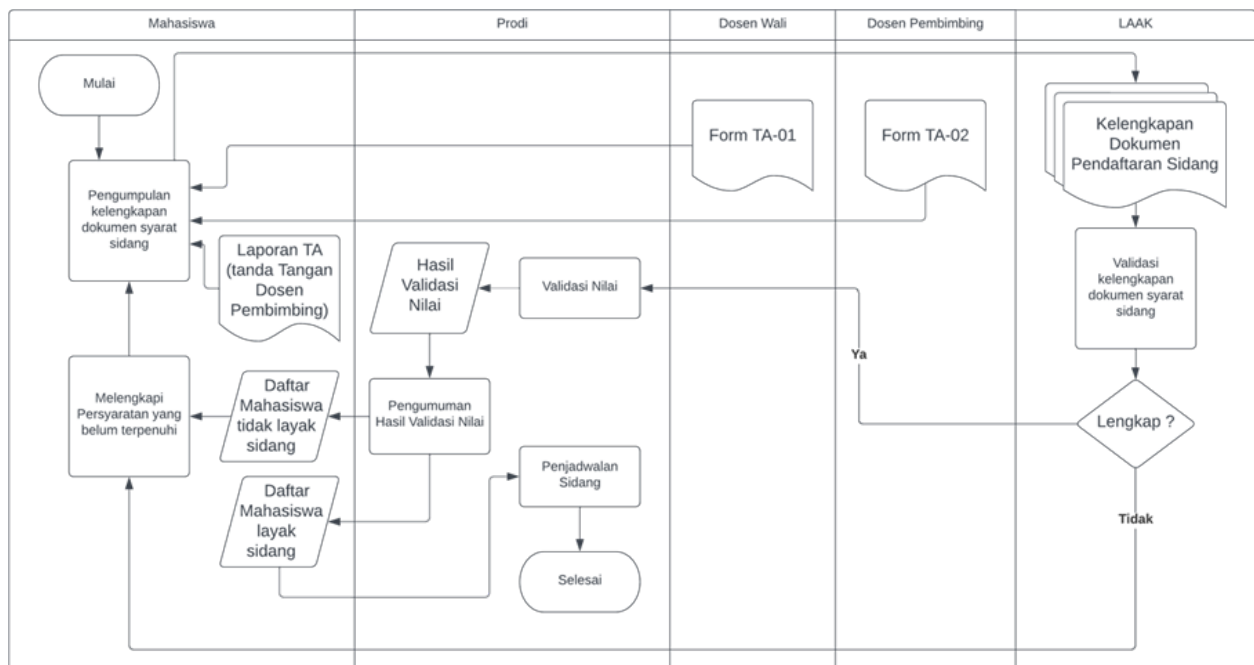 Mahasiswa
Prodi
Dosen Wali
Dosen Pembimbing
LAAK
Mulai
Form TA-01
Form TA-02
Kelengkapan
Dokumen
Pendaftaran Sidang
Pengumpulan
kelengkapan
dokumen syarat
sidang
Laporan TA
(tanda Tangan
Dosen
Pembimbing)
Hasil
Validasi
Nilai
Validasi Nilai
Validasi
kelengkapan
dokumen syarat
sidang
Ya
Melengkapi
Persyaratan yang
belum terpenuhi
Daftar
Mahasiswa
tidak layak
sidang
Pengumuman
Hasil Validasi Nilai
Lengkap ?
Daftar
Mahasiswa
layak
sidang
Penjadwalan
Sidang
Tidak
Selesai